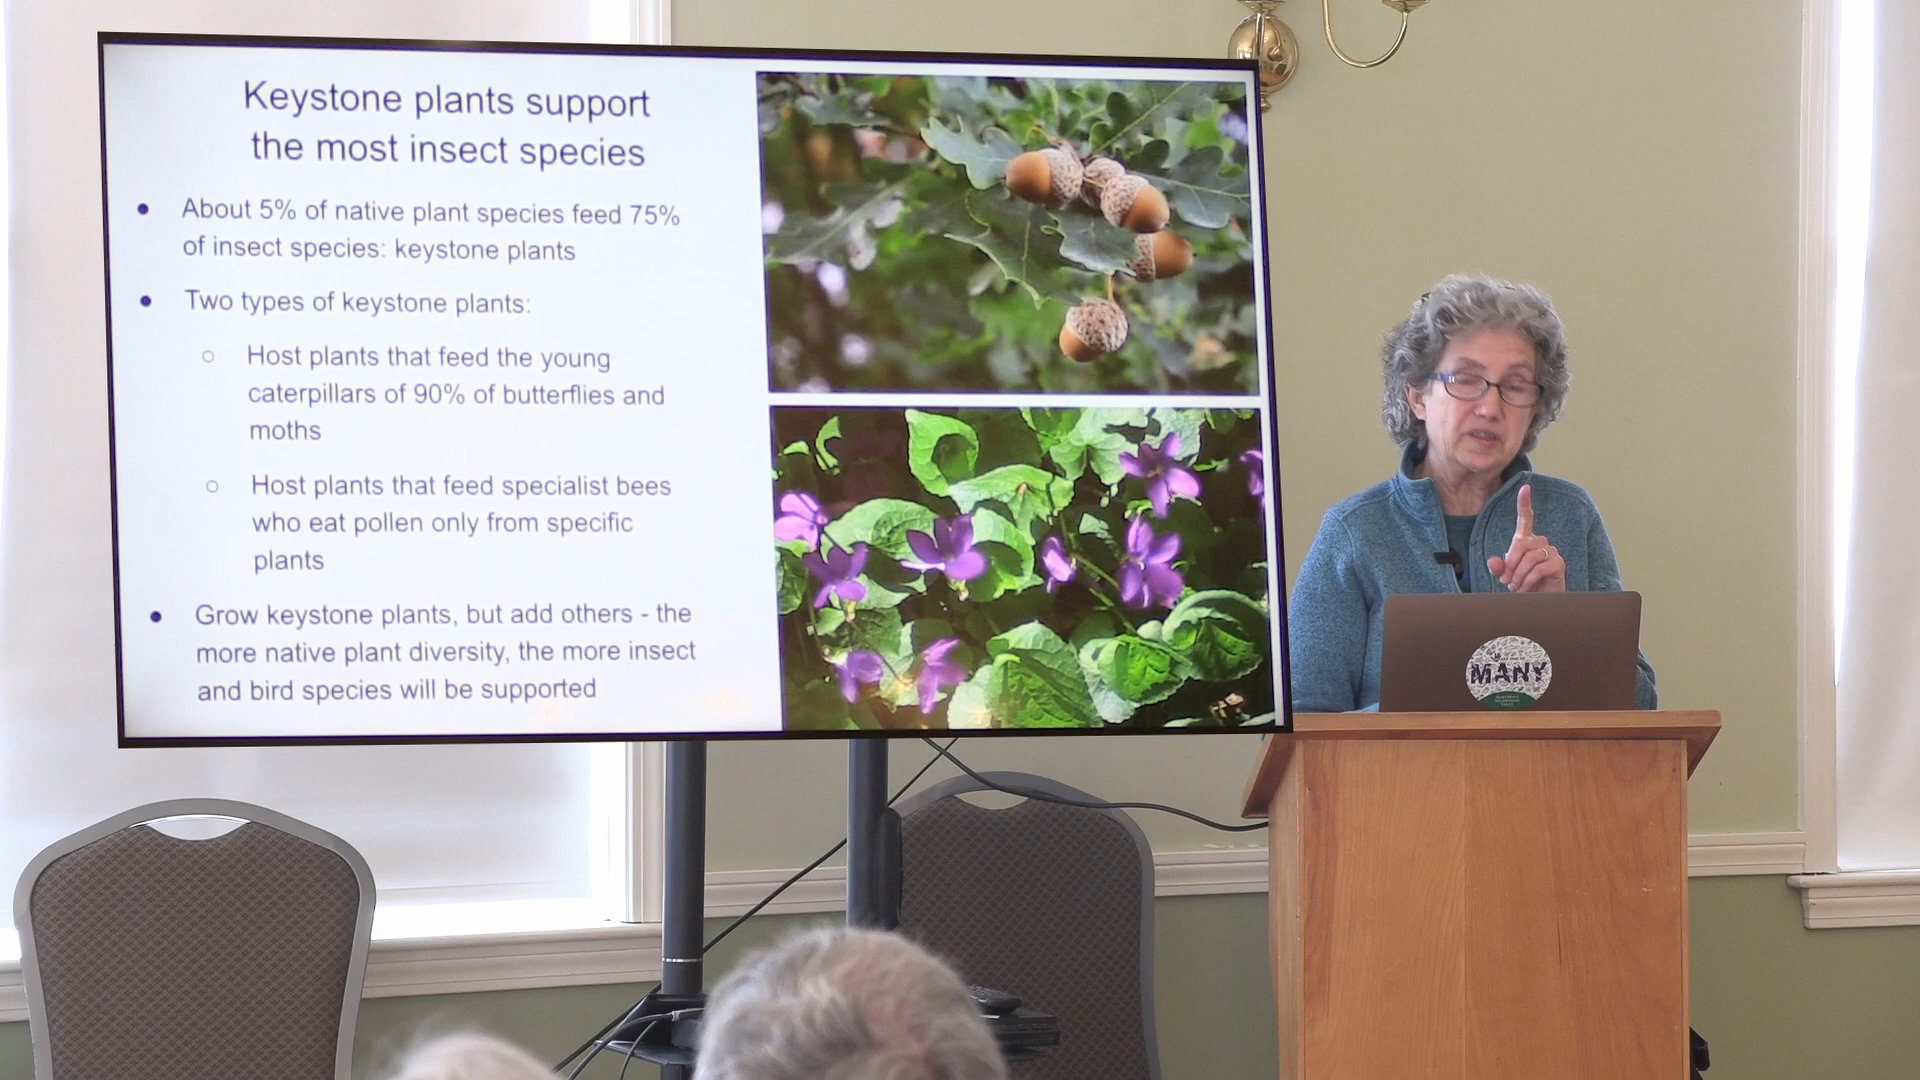 Keystone plants support
the most insect species
● About 5% of native plant species feed 75%
of insect species: keystone plants
● Two types of keystone plants:
○ Host plants that feed the young
caterpillars of 90% of butterflies and
moths
○ Host plants that feed specialist bees
who eat pollen only from specific
plants
● Grow keystone plants, but add others - the
more native plant diversity, the more insect
and bird species will be supported
MANY